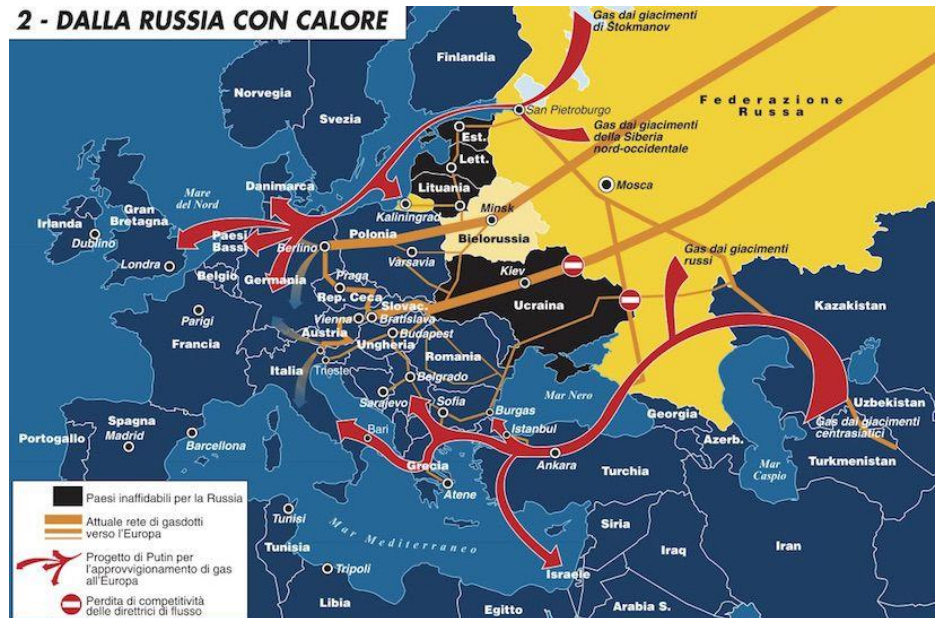 2 - DALLA RUSSIA CON CALORE
Gas dai giacimenti
di Štokmanov
Finlandia
Norvegia
Svezia
San Pietroburgo
Federazione
Russa
Gas dai giacimenti
della Siberia
nord-occidentale
Est.
Lett.
Mosca
Lituania
Danimarca
Mare
del Nord
Kaliningrad
Minsk
Irlanda
Gran
Bretagna
Dublino
Paesi
Bassi
Berlino
Polonia
Bielorussia
Londra
Varsavia
Gas dai giacimenti
russi
Belgio
Germania
Praga
Kiev
Rep. Ceca
Slovac.
Ucraina
Kazakistan
Parigi
Vienna
Bratislava
Austria
Budapest
Francia
Ungheria
Romania
Italia
Trieste
Belgrado
Sarajevo
Sofia
Burgas
Mar Nero
Georgia
Uzbekistan
Spagna
Portogallo
Madrid
Barcellona
Bari
Istanbul
Azerb.
Gas dai giacimenti
centrasiatici
Ankara
Turkmenistan
Grecia
Turchia
Mar
Caspio
Atene
Paesi inaffidabili per la Russia
Attuale rete di gasdotti
verso l'Europa
Progetto di Putin per
l'approvvigionamento di gas
all'Europa
Perdita di competitività
delle direttrici di flusso
Tunisi
Tunisia
Mar Mediterraneo
Siria
Iraq
Iran
Tripoli
Israele
Libia
Egitto
Arabia S.